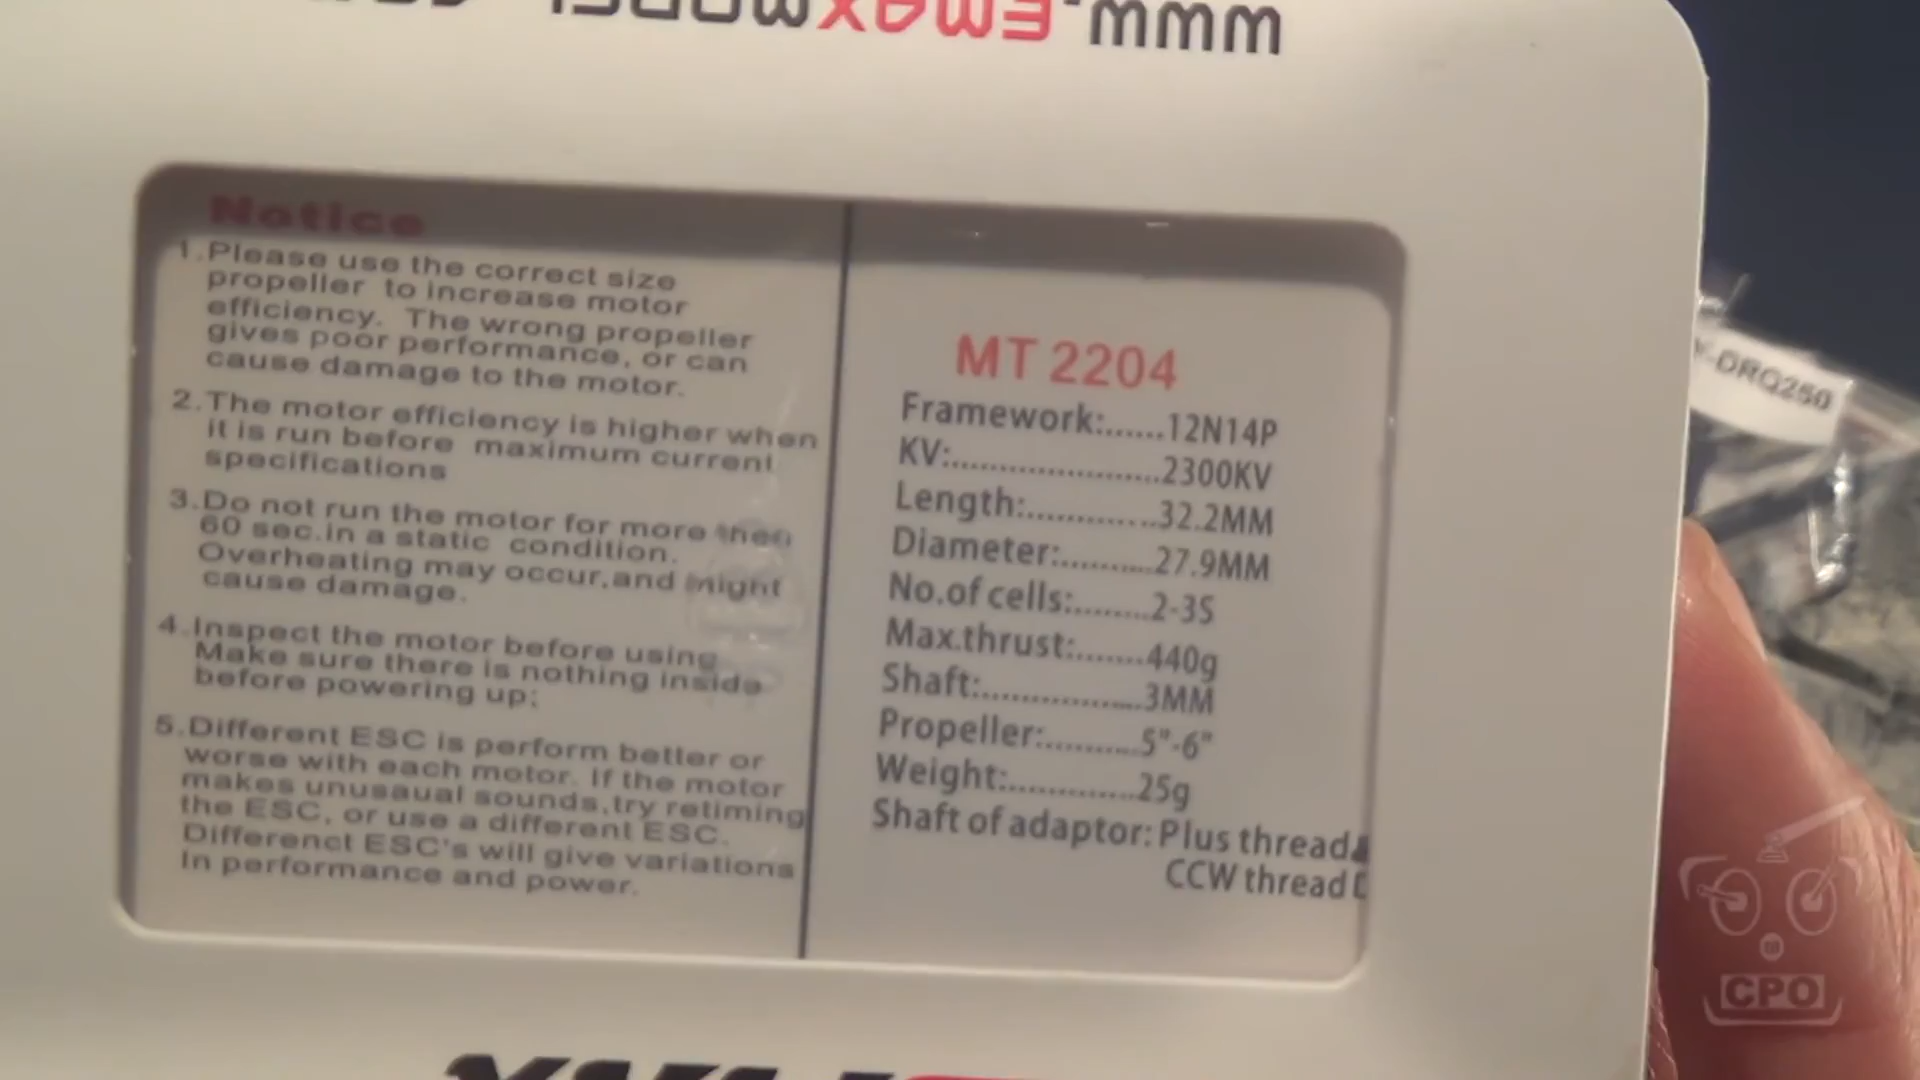 www.EMAXMODEL
Notice
1.Please use the correct size
propeller to increase motor
efficiency. The wrong propeller
gives poor performance, or can
cause damage to the motor.
2.The motor efficiency is higher when
it is run before maximum current
specifications
3.Do not run the motor for more then
60 sec.in a static condition.
Overheating may occur,and might
cause damage.
4.Inspect the motor before using
Make sure there is nothing inside
before powering up;
5.Different ESC is perform better or
worse with each motor. If the motor
makes unusaual sounds,try retiming
the ESC, or use a different ESC.
Differenct ESC's will give variations
In performance and power.
MT 2204
Framework:......12N14P
KV:......................2300KV
Length:..............32.2MM
Diameter:..........27.9MM
No.of cells:........2-3S
Max.thrust:.......440g
Shaft:.................3MM
Propeller:..........5"-6"
Weight:..............25g
Shaft of adaptor: Plus thread
CCW thread
-DRQ250
CPO